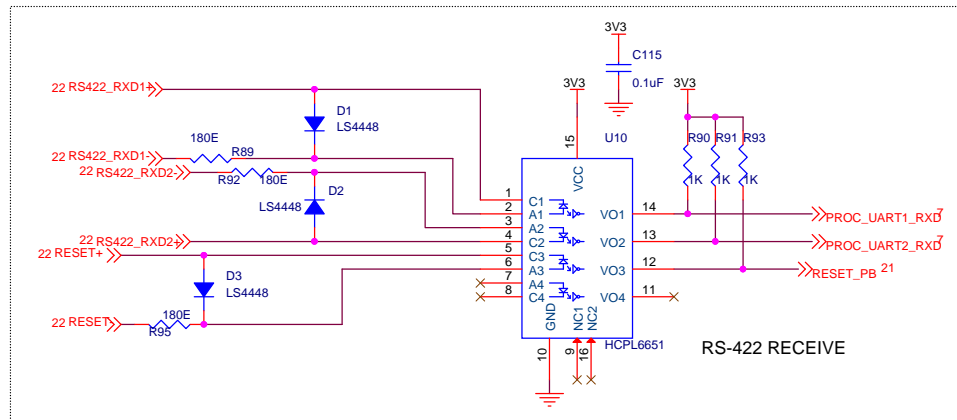 3V3
C115
0.1uF
22 RS422_RXD1+
3V3
3V3
D1
LS4448
U10
15
VCC
R90 R91 R93
180E
22 RS422_RXD1-
R89
22 RS422_RXD2-
R92 180E
1K 1K 1K
D2
LS4448
1 C1
2 A1 VO1 14 PROC_UART1_RXD 7
3 A2
22 RS422_RXD2+
4 C2 VO2 13 PROC_UART2_RXD 7
22 RESET+
5 C3
6 A3 VO3 12 RESET_PB 21
D3
LS4448
7 A4
8 C4 VO4 11
180E
22 RESET-
R95
GND
NC1
NC2
10
9
16
HCPL6651
RS-422 RECEIVE